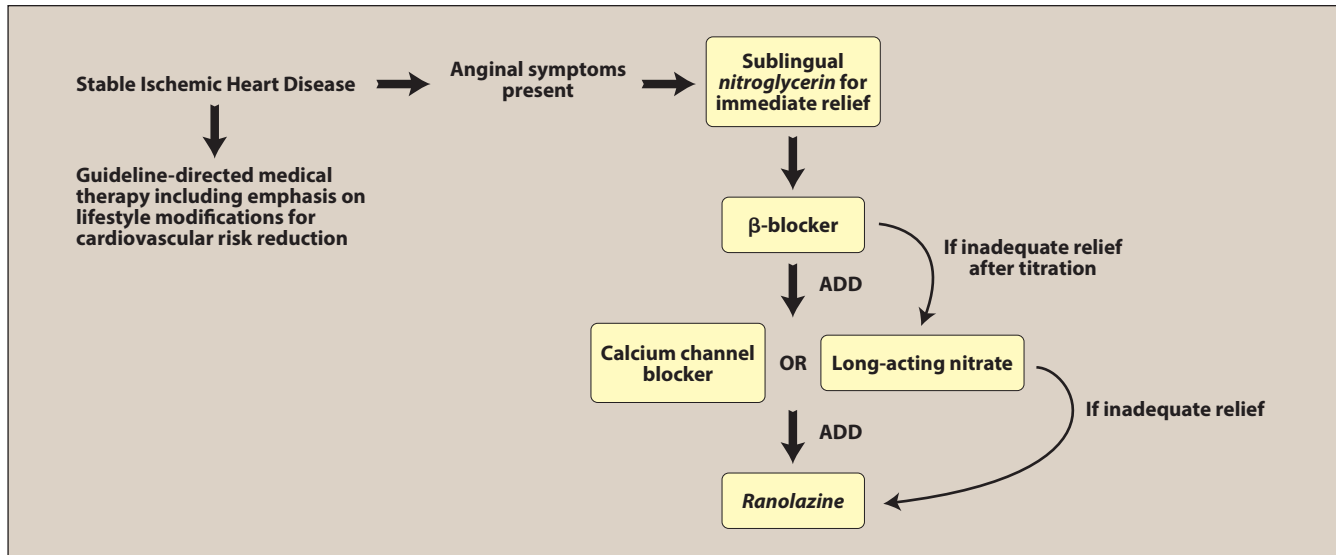 Stable Ischemic Heart Disease
Anginal symptoms
present
Sublingual
nitroglycerin for
immediate relief
Guideline-directed medical
therapy including emphasis on
lifestyle modifications for
cardiovascular risk reduction
β-blocker
If inadequate relief
after titration
ADD
Calcium channel
blocker
OR
Long-acting nitrate
If inadequate relief
ADD
Ranolazine